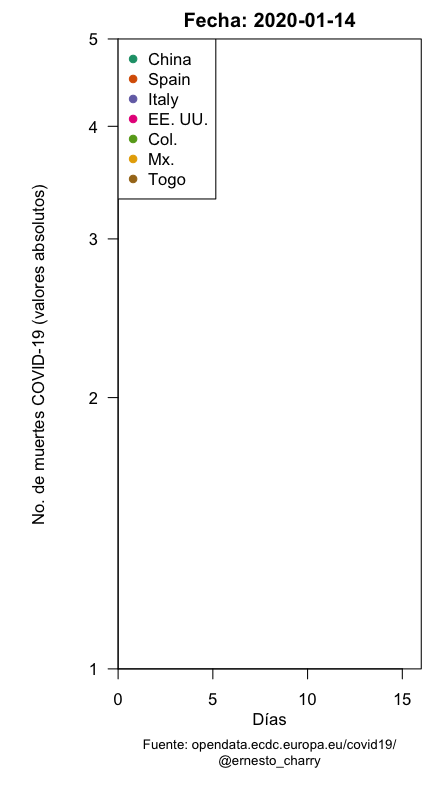 Fecha: 2020-01-14
5
China
Spain
Italy
EE. UU.
Col.
Mx.
Togo
4
3
2
1
No. de muertes COVID-19 (valores absolutos)
0 5 10 15
Días
Fuente: opendata.ecdc.europa.eu/covid19/
@ernesto_charry